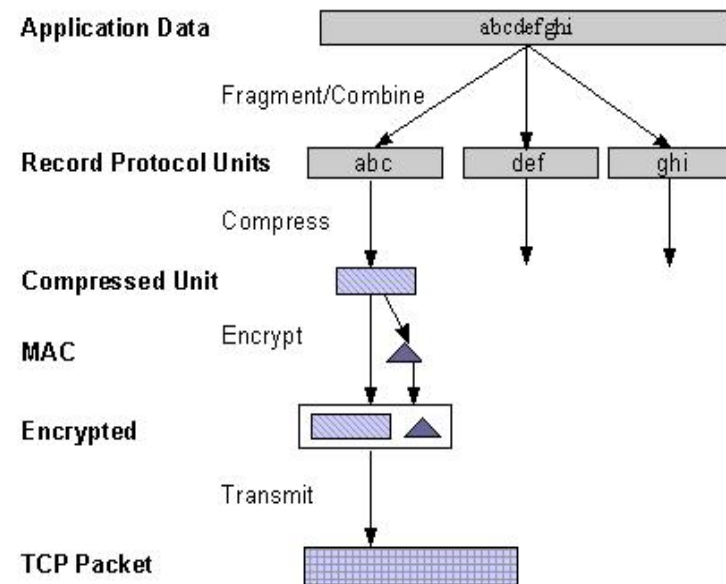 Application Data
abcdefghi
Fragment/Combine
Record Protocol Units
abc
def
ghi
Compress
Compressed Unit
Encrypt
MAC
Encrypted
Transmit
TCP Packet